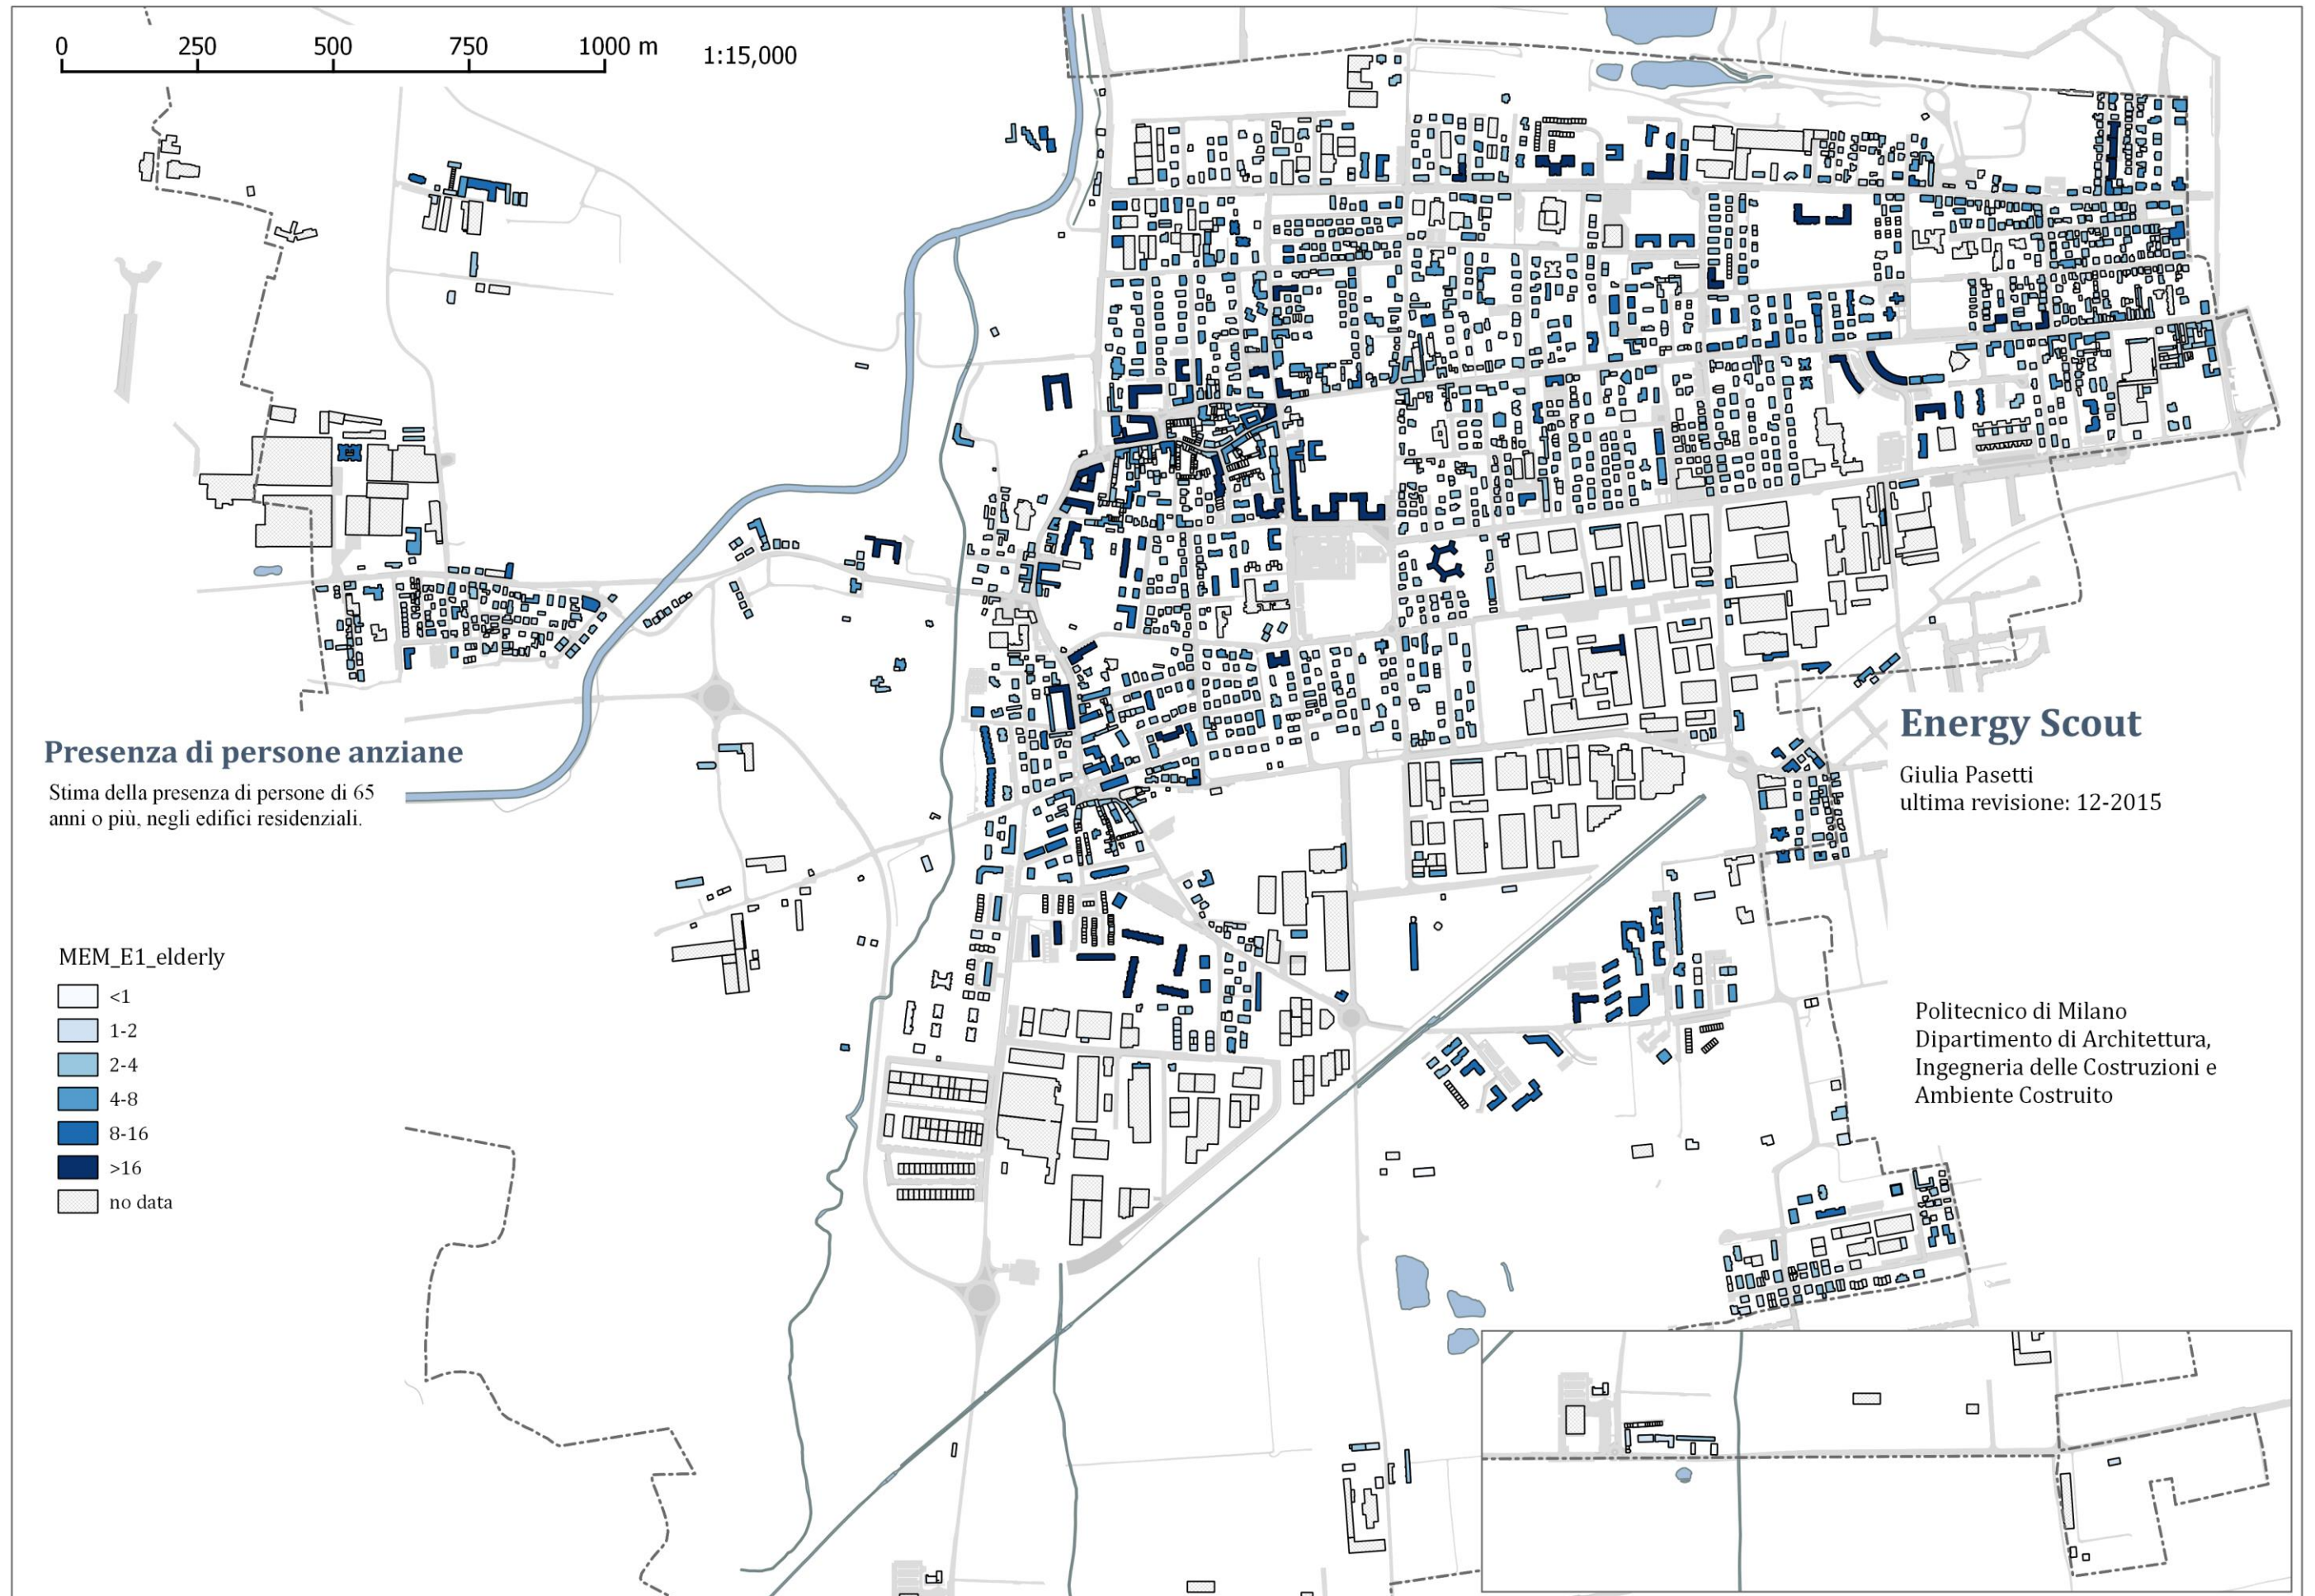 0 250 500 750 1000 m 1:15,000
Presenza di persone anziane
Stima della presenza di persone di 65
anni o più, negli edifici residenziali.
MEM_E1_elderly
<1
1-2
2-4
4-8
8-16
>16
no data
Energy Scout
Giulia Pasetti
ultima revisione: 12-2015
Politecnico di Milano
Dipartimento di Architettura,
Ingegneria delle Costruzioni e
Ambiente Costruito